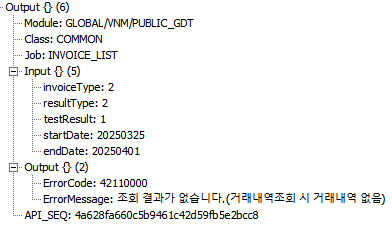 Output {} (6)
Module: GLOBAL/VNM/PUBLIC_GDT
Class: COMMON
Job: INVOICE_LIST
Input {} (5)
invoiceType: 2
resultType: 2
testResult: 1
startDate: 20250325
endDate: 20250401
Output {} (2)
ErrorCode: 42110000
ErrorMessage: 조회 결과가 없습니다.(거래내역조회 시 거래내역 없음)
API_SEQ: 4a628fa660c5b9461c42d59fb5e2bcc8